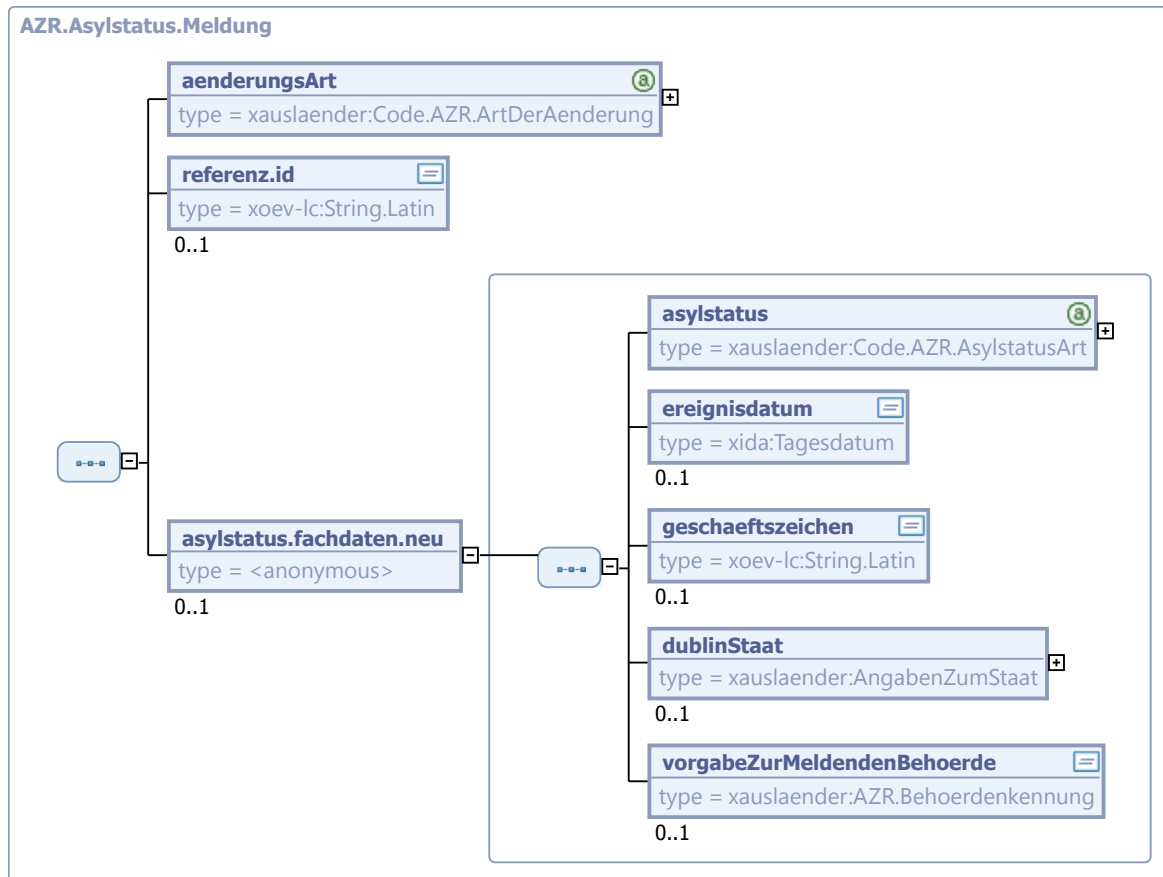 AZR.Asylstatus.Meldung
aenderungsArt
type = xauslaender:Code.AZR.ArtDerAenderung
referenz.id
type = xoev-lc:String.Latin
0..1
asylstatus.fachdaten.neu
type = <anonymous>
0..1
asylstatus
type = xauslaender:Code.AZR.AsylstatusArt
ereignisdatum
type = xida:Tagesdatum
0..1
geschaeftszeichen
type = xoev-lc:String.Latin
0..1
dublinStaat
type = xauslaender:AngabenZumStaat
0..1
vorgabeZurMeldendenBehoerde
type = xauslaender:AZR.Behoerdenkennung
0..1